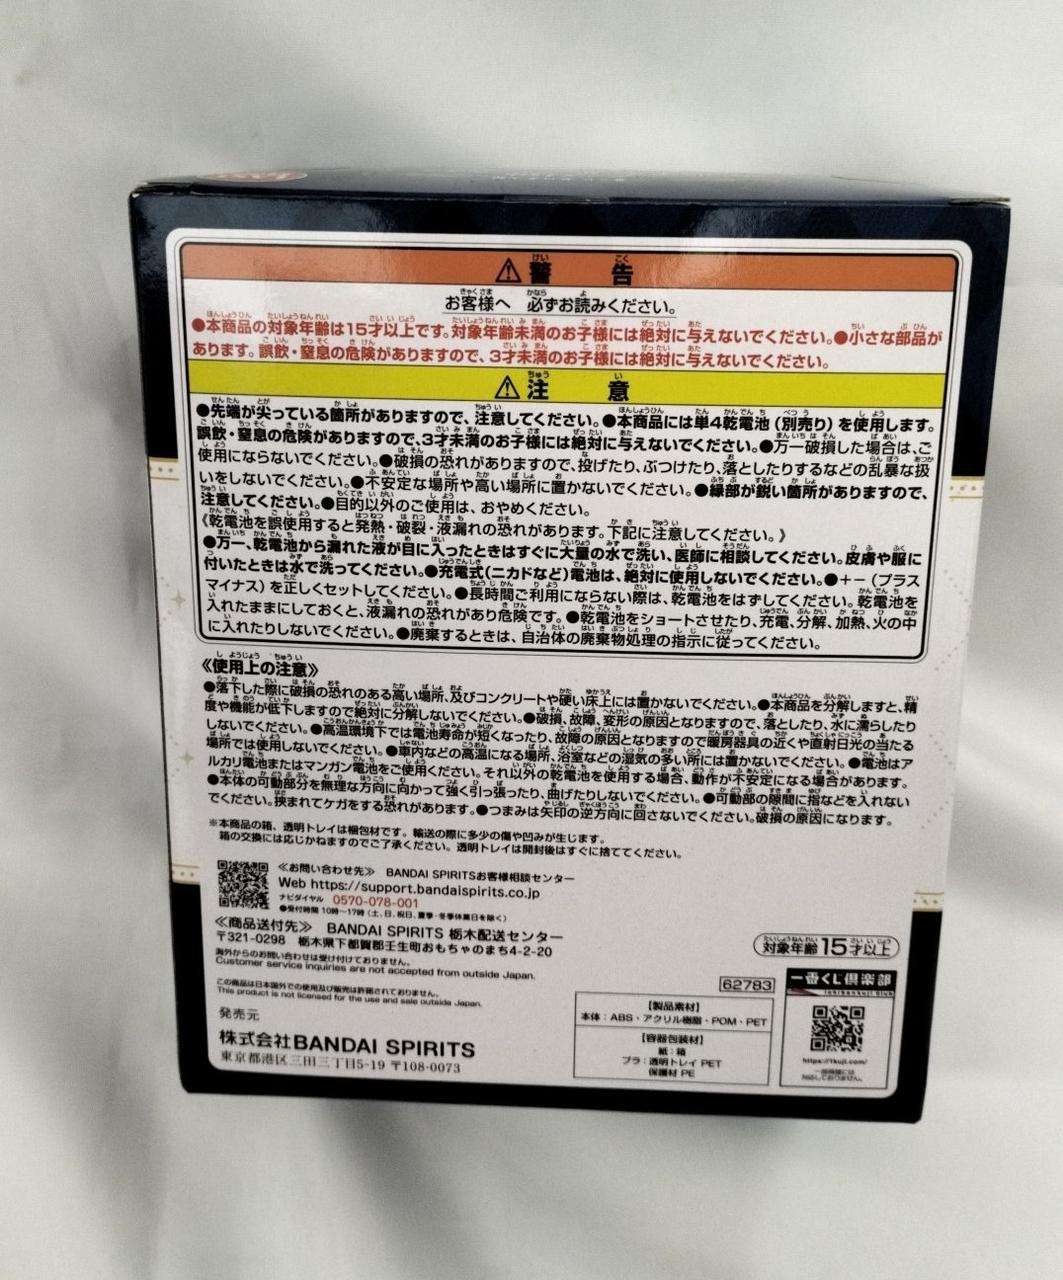 ⚠警告
お客様へ　必ずお読みください。
●本商品の対象年齢は15才以上です。対象年齢未満のお子様には絶対に与えないでください。●小さな部品が
あります。誤飲・窒息の危険がありますので、3才未満のお子様には絶対に与えないでください。
⚠注意
●先端が尖っている箇所がありますので、注意してください。●本商品には単4乾電池（別売り）を使用します。
誤飲・窒息の危険がありますので、3才未満のお子様には絶対に与えないでください。●万一破損した場合は、ご
使用にならないでください。●破損の恐れがありますので、投げたり、ぶつけたり、落としたりするなどの乱暴な扱
いをしないでください。●不安定な場所や高い場所に置かないでください。●縁部が鋭い箇所がありますので、
注意してください。●目的以外のご使用は、おやめください。
《乾電池を誤使用すると発熱・破裂・液漏れの恐れがあります。下記に注意してください。》
●万一、乾電池から漏れた液が目に入ったときはすぐに大量の水で洗い、医師に相談してください。皮膚や服に
付いたときは水で洗ってください。●充電式(ニカドなど)電池は、絶対に使用しないでください。●＋－（プラス
マイナス）を正しくセットしてください。●長時間ご利用にならない際は、乾電池をはずしてください。乾電池を
入れたままにしておくと、液漏れの恐れがあり危険です。●乾電池をショートさせたり、充電、分解、加熱、火の中
に入れたりしないでください。●廃棄するときは、自治体の廃棄物処理の指示に従ってください。
《使用上の注意》
●落下した際に破損の恐れのある高い場所、及びコンクリートや硬い床上には置かないでください。●本商品を分解しますと、精
度や機能が低下しますので絶対に分解しないでください。●破損、故障、変形の原因となりますので、落としたり、水に濡らしたり
しないでください。●高温環境下では電池寿命が短くなったり、故障の原因となりますので暖房器具の近くや直射日光の当たる
場所では使用しないでください。●車内などの高温になる場所、浴室などの湿気の多い所には置かないでください。●電池はア
ルカリ電池またはマンガン電池をご使用ください。それ以外の乾電池を使用する場合、動作が不安定になる場合があります。
●本体の可動部分を無理な方向に向かって強く引っ張ったり、曲げたりしないでください。●可動部の隙間に指などを入れない
でください。挟まれてケガをする恐れがあります。●つまみは矢印の逆方向に回さないでください。破損の原因になります。
※本商品の箱、透明トレイは梱包材です。輸送の際に多少の傷や凹みが生じます。
箱の交換には応じかねますのでご了承ください。透明トレイは開封後はすぐに捨ててください。
≪お問い合わせ先≫　BANDAI SPIRITSお客様相談センター
Web https://support.bandaispirits.co.jp
ナビダイヤル 0570-078-001
●受付時間 10時～17時（土、日、祝日、夏季・冬季休業日を除く）
≪商品送付先≫　BANDAI SPIRITS 栃木配送センター
〒321-0298　栃木県下都賀郡壬生町おもちゃのまち4-2-20
海外からのお問い合わせは受け付けておりません。
Customer service inquiries are not accepted from outside Japan.
この商品は日本国外での使用及び販売は許諾されておりません。
This product is not licensed for the use and sale outside Japan.
発売元
株式会社BANDAI SPIRITS
東京都港区三田三丁目5-19 〒108-0073
対象年齢15才以上
62783
【製品素材】
本体：ABS・アクリル樹脂・POM・PET
【容器包装材】
紙：箱
プラ：透明トレイ PET
保護材 PE
一番くじ倶楽部
ichibankuji club
https://1kuji.com/
一部機種には
対応しておりません。